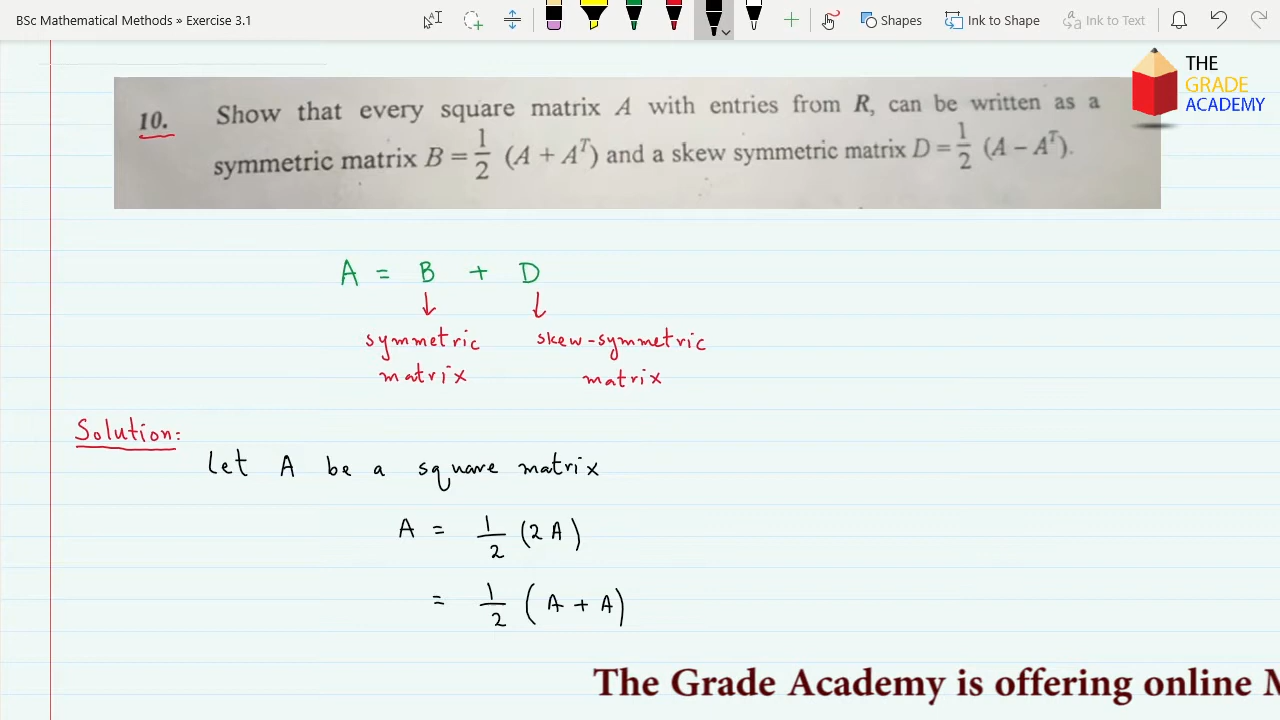 BSc Mathematical Methods » Exercise 3.1
Shapes Ink to Shape Ink to Text
THE
GRADE
ACADEMY
10. Show that every square matrix A with entries from R, can be written as a
symmetric matrix B = 1/2 (A + Aᵀ) and a skew symmetric matrix D = 1/2 (A − Aᵀ).
A = B + D
↓ ↓
symmetric skew-symmetric
matrix matrix
Solution:
Let A be a square matrix
A = 1/2 (2A)
= 1/2 (A + A)
The Grade Academy is offering online M